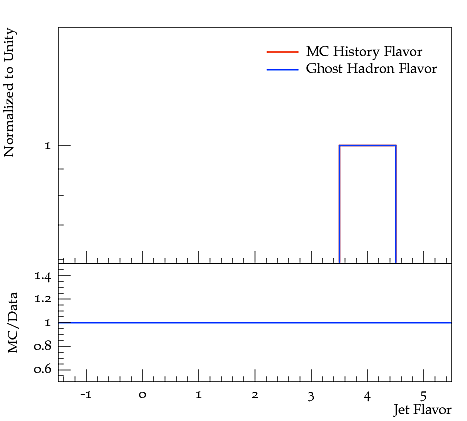 Normalized to Unity
MC History Flavor
Ghost Hadron Flavor
1
MC/Data
1.4
1.2
1
0.8
0.6
-1 0 1 2 3 4 5
Jet Flavor